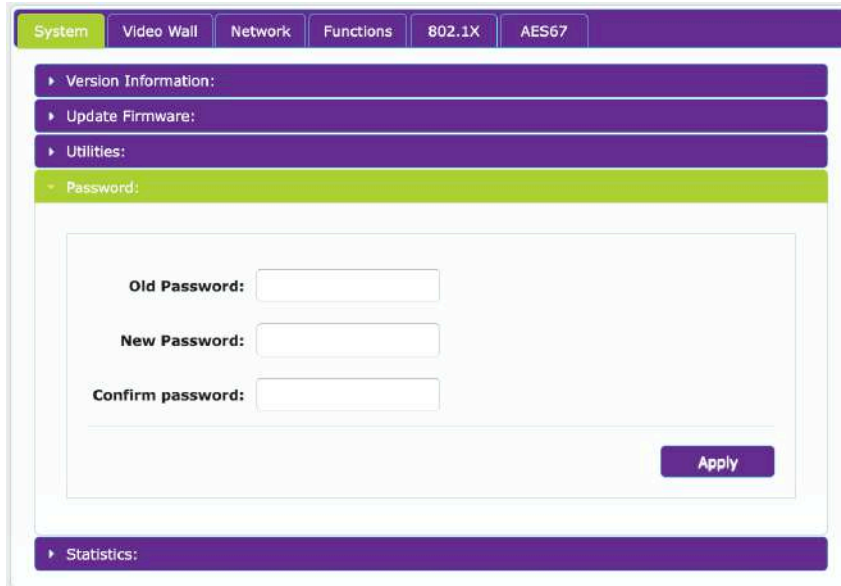 System Video Wall Network Functions 802.1X AES67
Version Information:
Update Firmware:
Utilities:
Password:
Old Password:
New Password:
Confirm password:
Apply
Statistics: